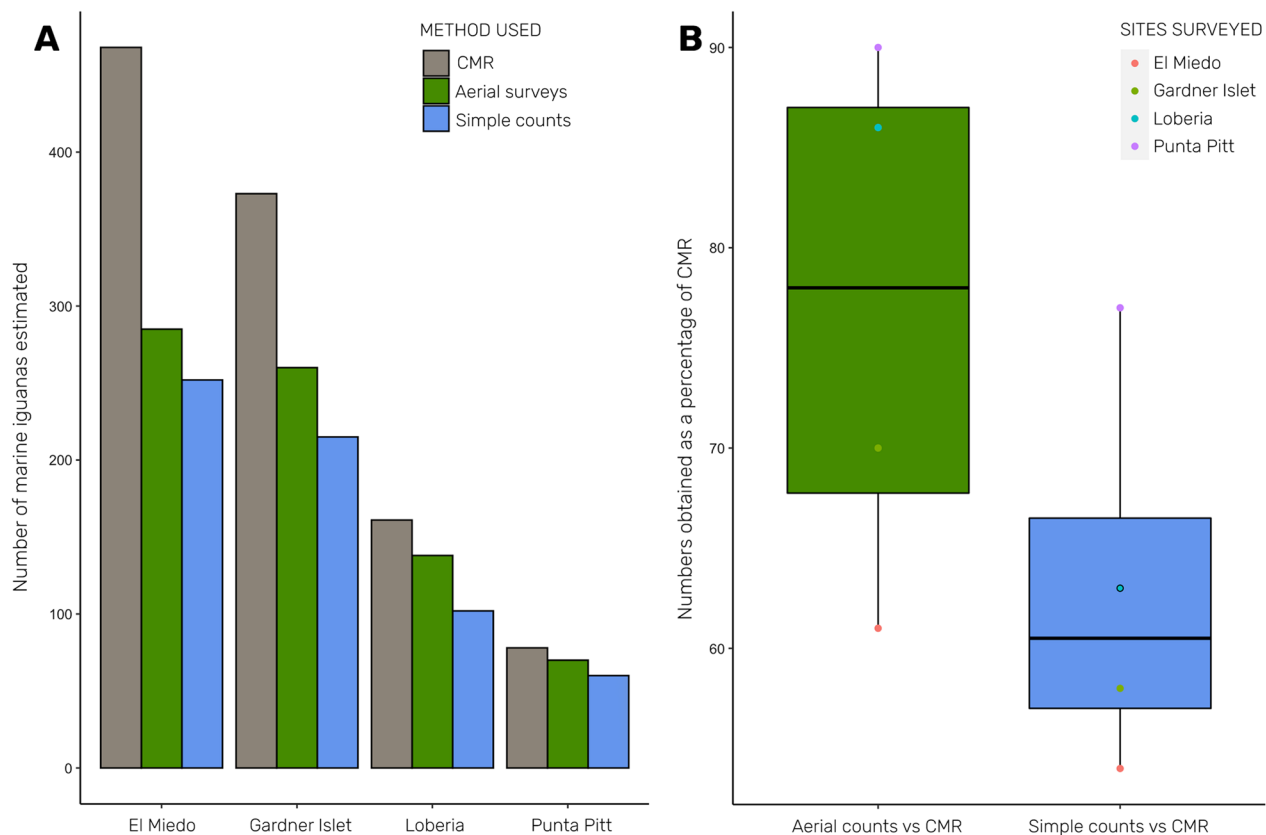 A
METHOD USED
CMR
Aerial surveys
Simple counts
Number of marine iguanas estimated
400
300
200
100
0
El Miedo
Gardner Islet
Loberia
Punta Pitt
B
SITES SURVEYED
El Miedo
Gardner Islet
Loberia
Punta Pitt
Numbers obtained as a percentage of CMR
90
80
70
60
Aerial counts vs CMR
Simple counts vs CMR